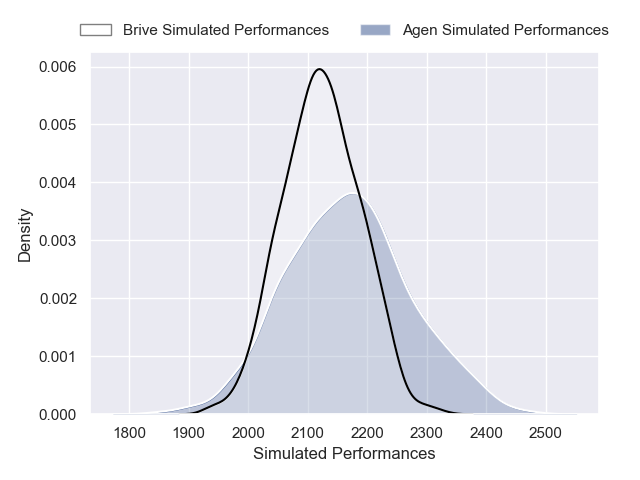 Brive Simulated Performances
Agen Simulated Performances
0.006
0.005
0.004
0.003
0.002
0.001
0.000
Density
1800 1900 2000 2100 2200 2300 2400 2500
Simulated Performances